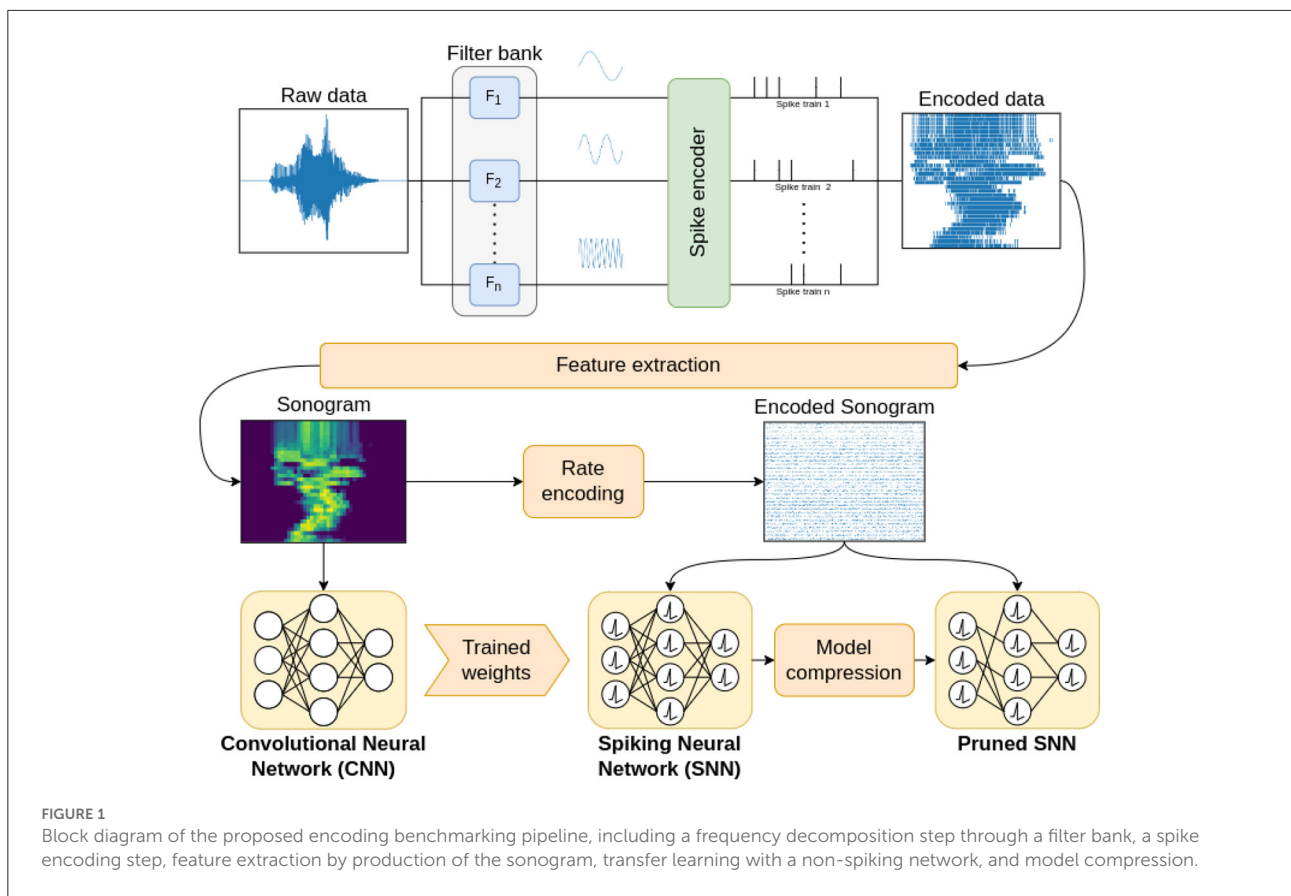 Filter bank
Raw data
F1
F2
Fn
Spike encoder
Spike train 1
Spike train 2
Spike train n
Encoded data
Feature extraction
Sonogram
Rate
encoding
Encoded Sonogram
Trained
weights
Model
compression
Convolutional Neural
Network (CNN)
Spiking Neural
Network (SNN)
Pruned SNN
FIGURE 1
Block diagram of the proposed encoding benchmarking pipeline, including a frequency decomposition step through a filter bank, a spike
encoding step, feature extraction by production of the sonogram, transfer learning with a non-spiking network, and model compression.